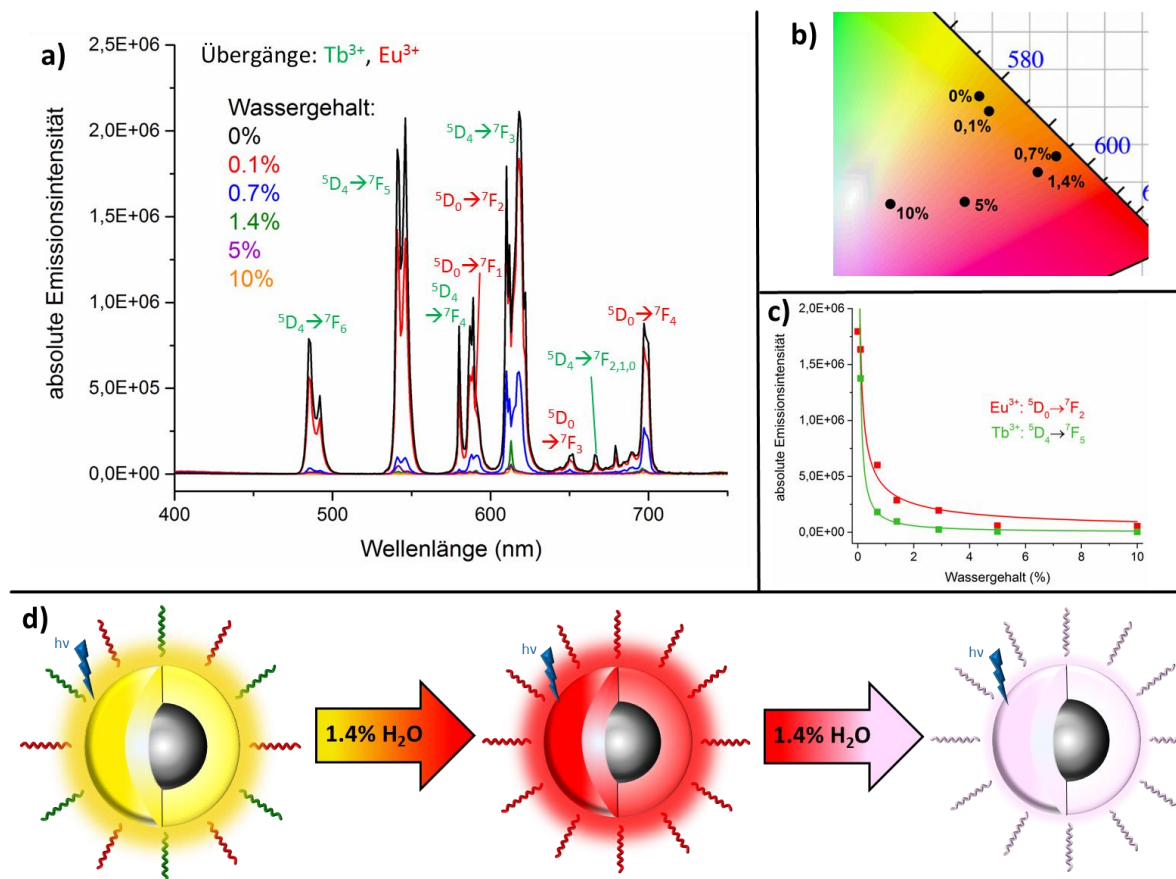 a)
Übergänge: Tb³⁺, Eu³⁺
Wassergehalt:
0%
0.1%
0.7%
1.4%
5%
10%
⁵D₄→⁷F₆
⁵D₄→⁷F₅
⁵D₄→⁷F₃
⁵D₀→⁷F₂
⁵D₀→⁷F₁
⁵D₄
→⁷F₄
⁵D₀
→⁷F₃
⁵D₄→⁷F₂,₁,₀
⁵D₀→⁷F₄
absolute Emissionsintensität
2,5E+06
2,0E+06
1,5E+06
1,0E+06
5,0E+05
0,0E+00
400
500
600
700
Wellenlänge (nm)
b)
580
600
0%
0,1%
0,7%
1,4%
5%
10%
c)
absolute Emissionsintensität
2,0E+06
1,5E+06
1,0E+06
5,0E+05
0,0E+00
Eu³⁺: ⁵D₀→⁷F₂
Tb³⁺: ⁵D₄→⁷F₅
0
2
4
6
8
10
Wassergehalt (%)
d)
hν
1.4% H₂O
hν
1.4% H₂O
hν